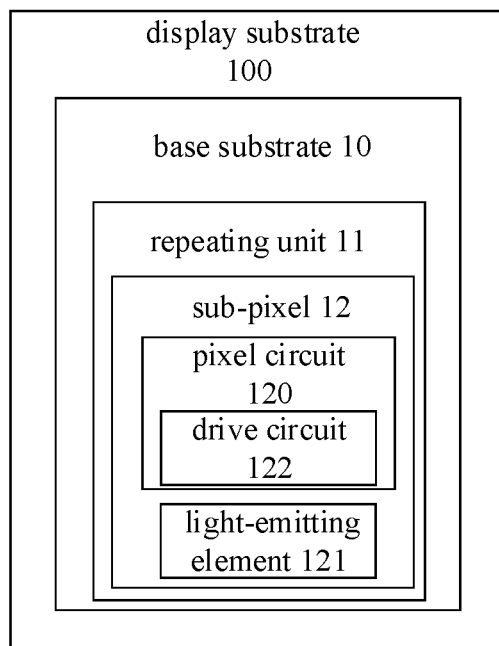 display substrate
100
base substrate 10
repeating unit 11
sub-pixel 12
pixel circuit
120
drive circuit
122
light-emitting
element 121